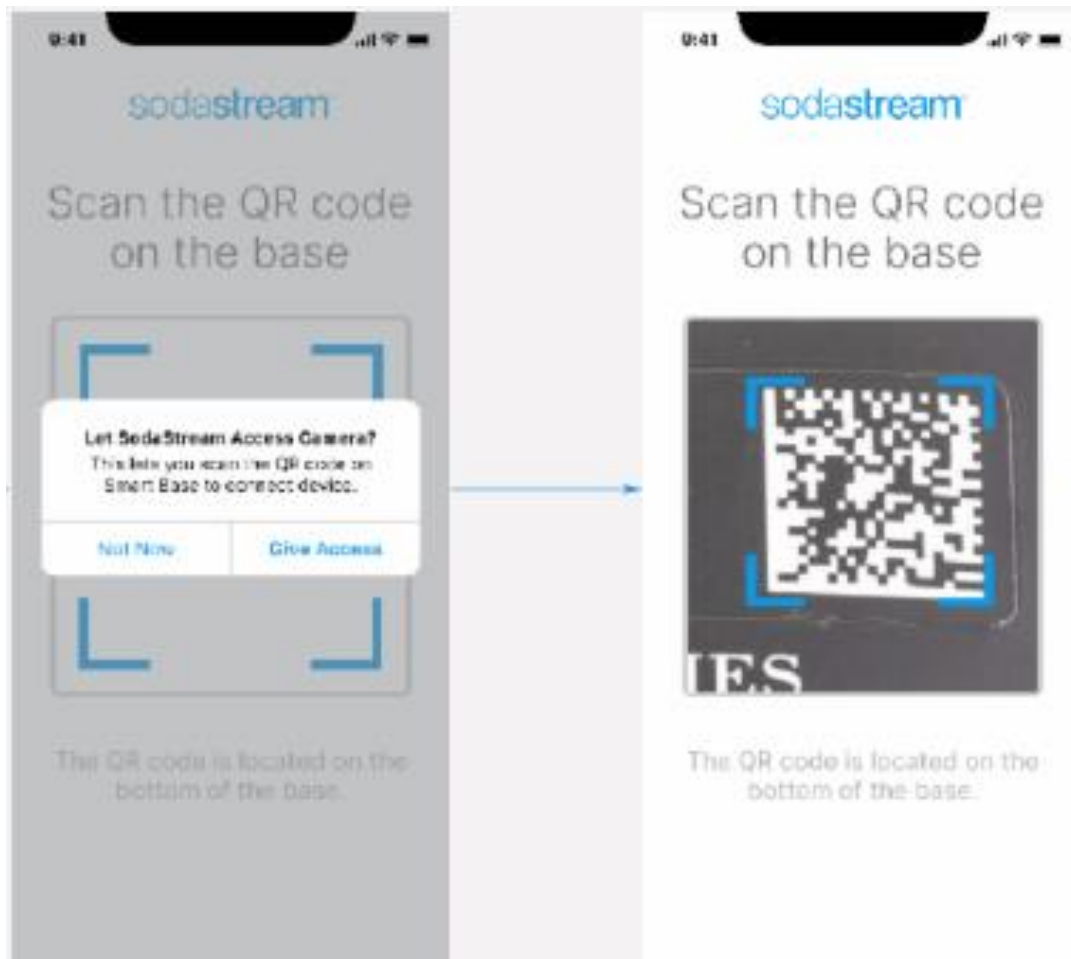 9:41
sodastream
Scan the QR code
on the base
Let SodaStream Access Camera?
This lets you scan the QR code on
Smart Base to connect device.
Not Now
Give Access
The QR code is located on the
bottom of the base.
9:41
sodastream
Scan the QR code
on the base
IES
The QR code is located on the
bottom of the base.